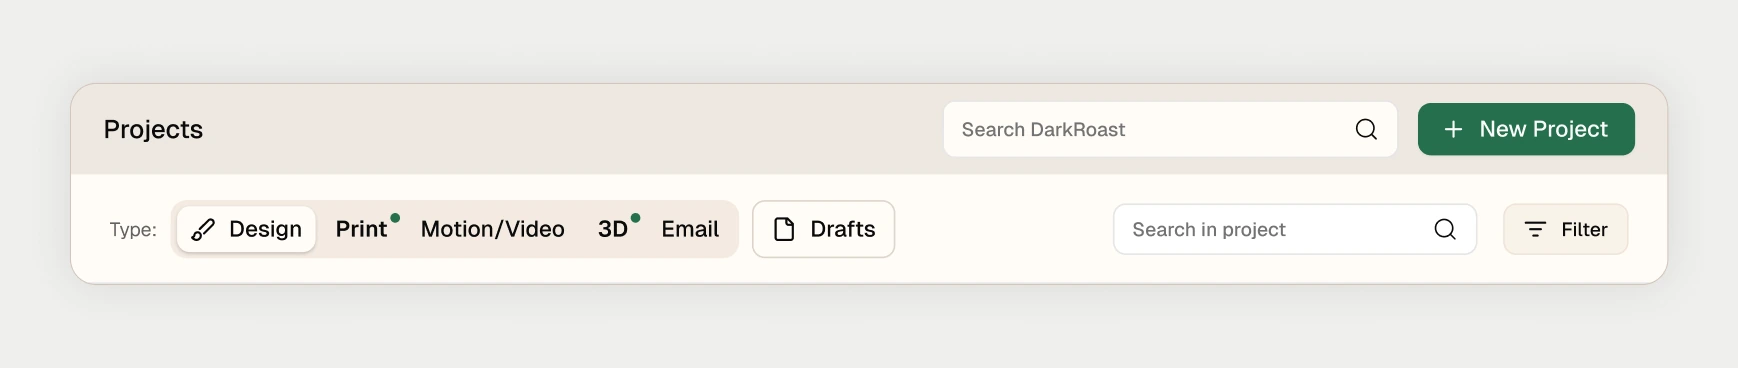 Projects
Search DarkRoast
New Project
Type: Design Print Motion/Video 3D Email Drafts
Search in project
Filter